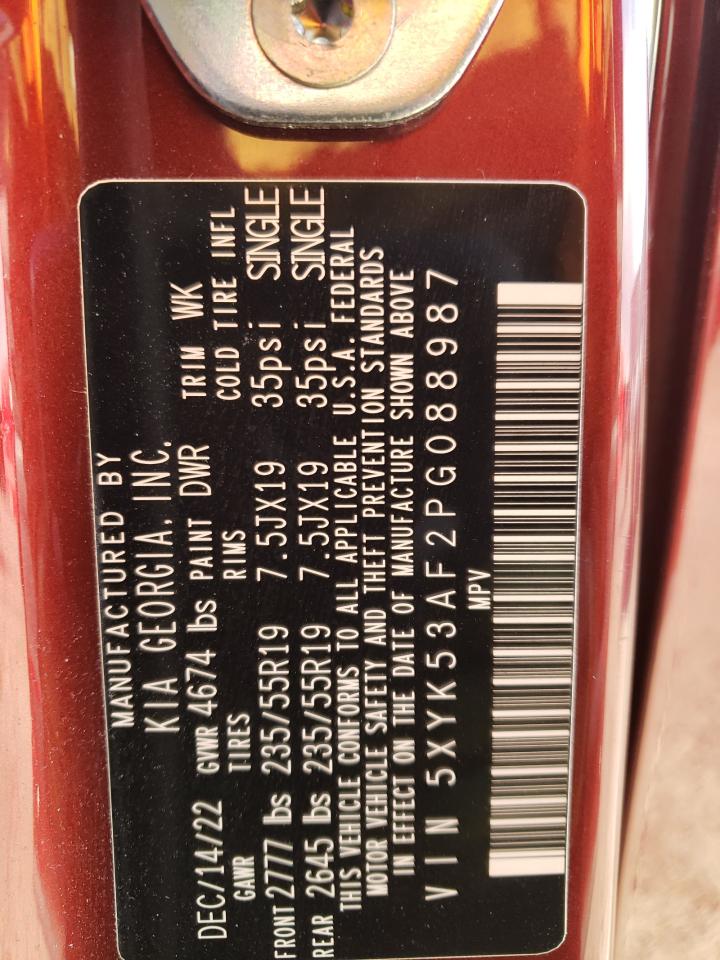 MANUFACTURED BY
KIA GEORGIA, INC.
DEC/14/22 GVWR 4674 lbs PAINT DWR TRIM WK
GAWR TIRES RIMS COLD TIRE INFL
FRONT 2777 lbs 235/55R19 7.5JX19 35psi SINGLE
REAR 2645 lbs 235/55R19 7.5JX19 35psi SINGLE
THIS VEHICLE CONFORMS TO ALL APPLICABLE U.S.A. FEDERAL
MOTOR VEHICLE SAFETY AND THEFT PREVENTION STANDARDS
IN EFFECT ON THE DATE OF MANUFACTURE SHOWN ABOVE
VIN 5XYK53AF2PG088987
MPV